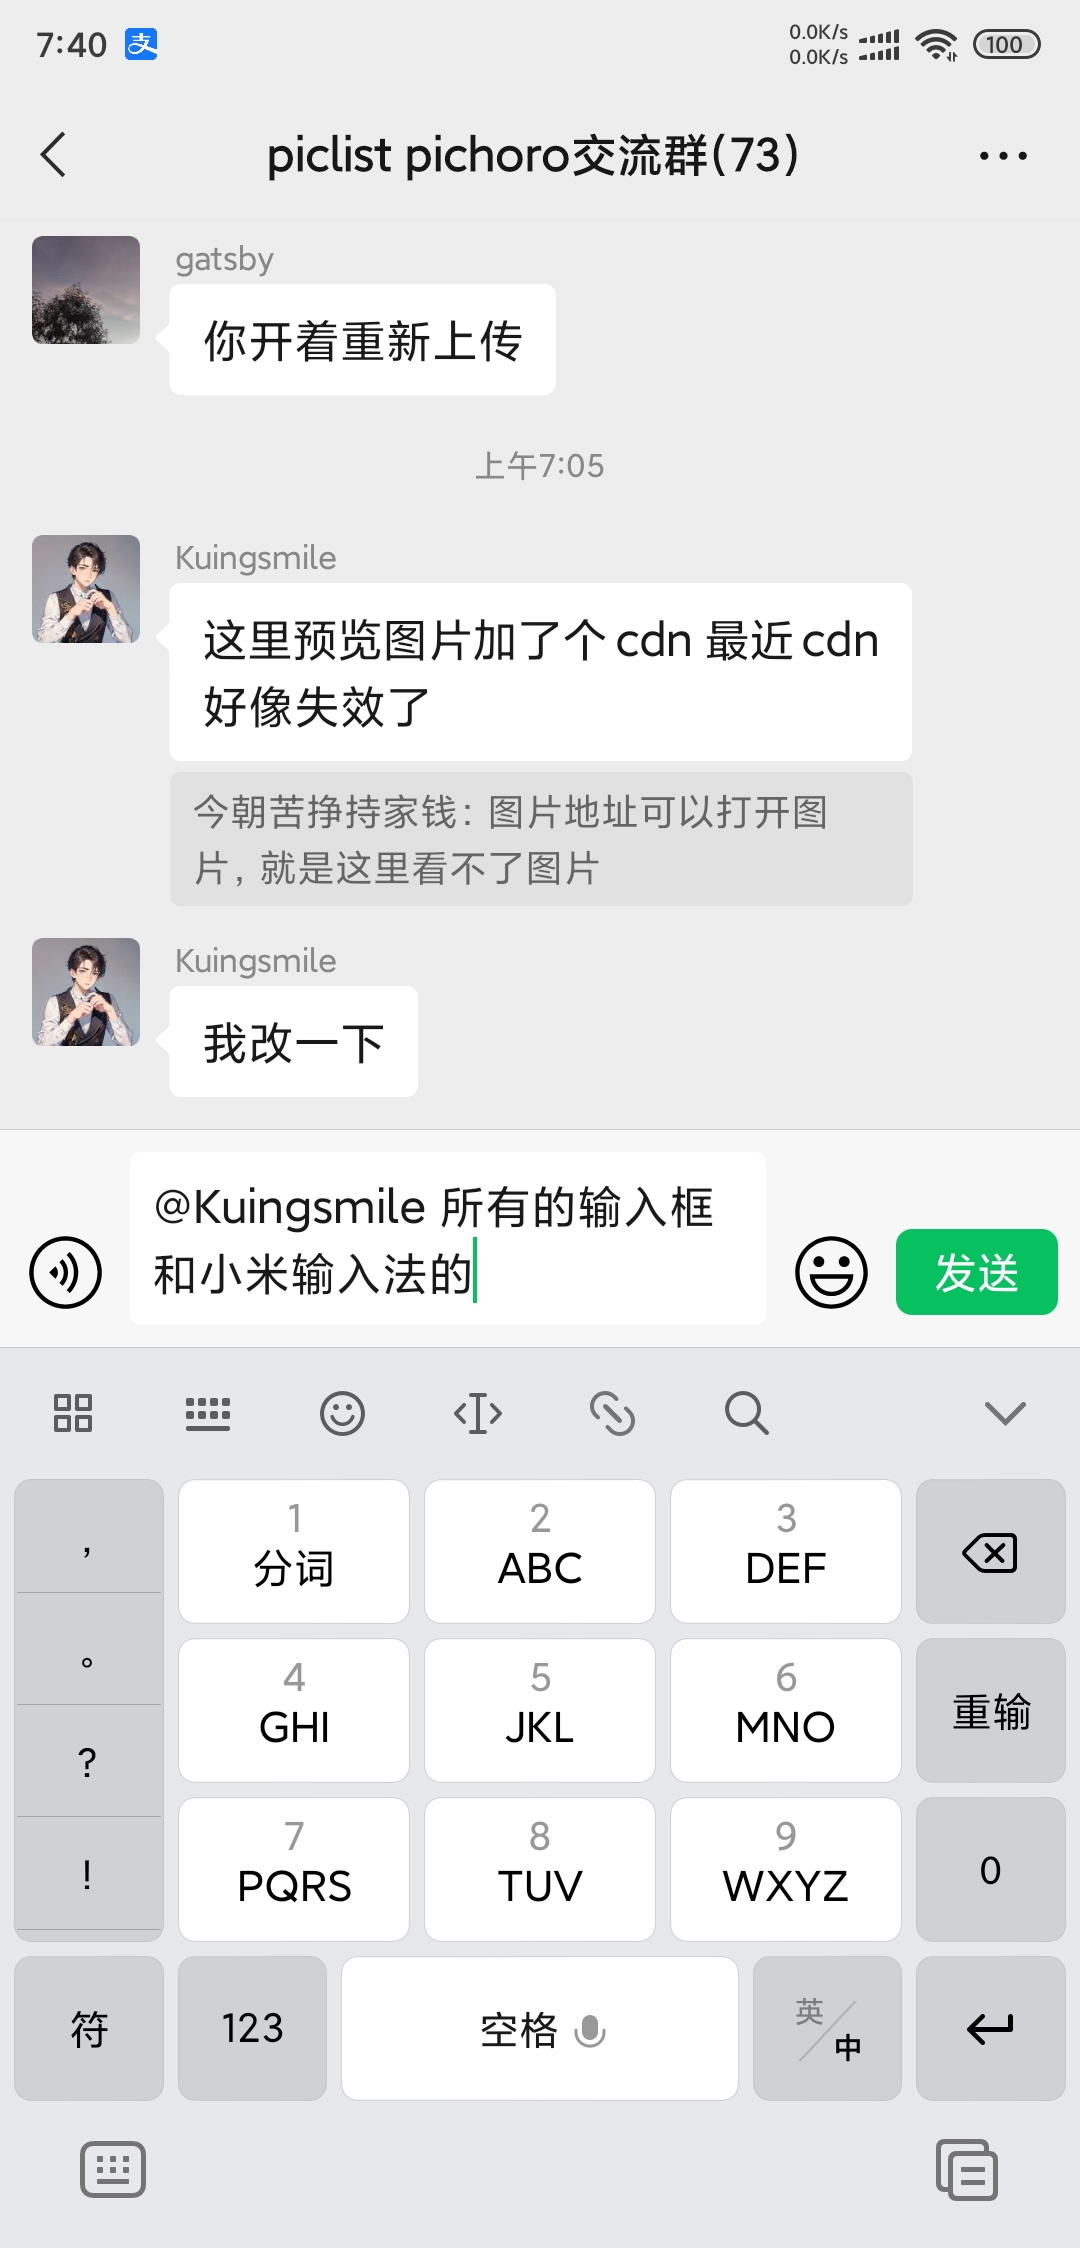 7:40 支 0.0K/s
0.0K/s 100
piclist pichoro交流群(73)
gatsby
你开着重新上传
上午7:05
Kuingsmile
这里预览图片加了个cdn 最近cdn
好像失效了
今朝苦挣持家钱：图片地址可以打开图
片，就是这里看不了图片
Kuingsmile
我改一下
@Kuingsmile 所有的输入框
和小米输入法的
发送
，
1
分词
2
ABC
3
DEF
。
4
GHI
5
JKL
6
MNO
重输
？
7
PQRS
8
TUV
9
WXYZ
0
！
符
123
空格
英/中